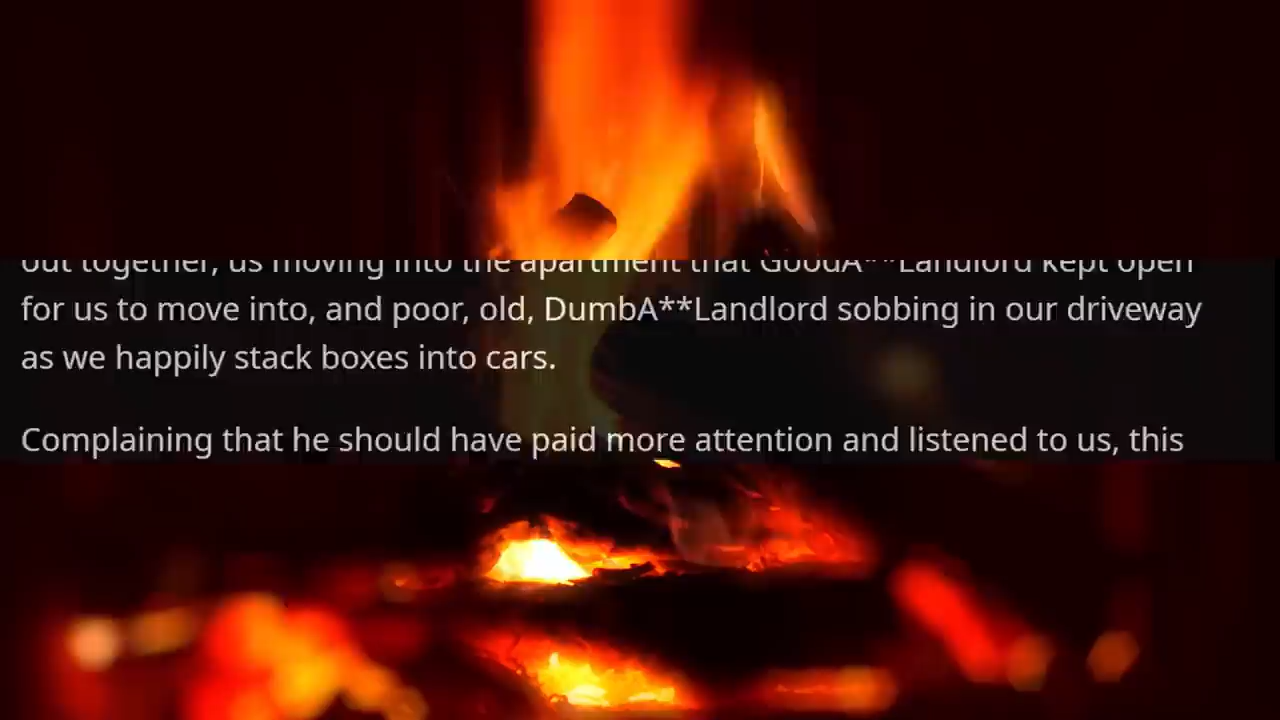 out together, us moving into the apartment that GoodA**Landlord kept open
for us to move into, and poor, old, DumbA**Landlord sobbing in our driveway
as we happily stack boxes into cars.
Complaining that he should have paid more attention and listened to us, this